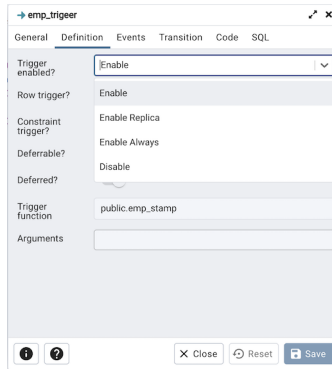 emp_trigeer
General Definition Events Transition Code SQL
Trigger
enabled?
Enable
Row trigger?
Enable
Enable Replica
Constraint
trigger?
Enable Always
Deferrable?
Disable
Deferred?
Trigger
function
public.emp_stamp
Arguments
Close Reset Save